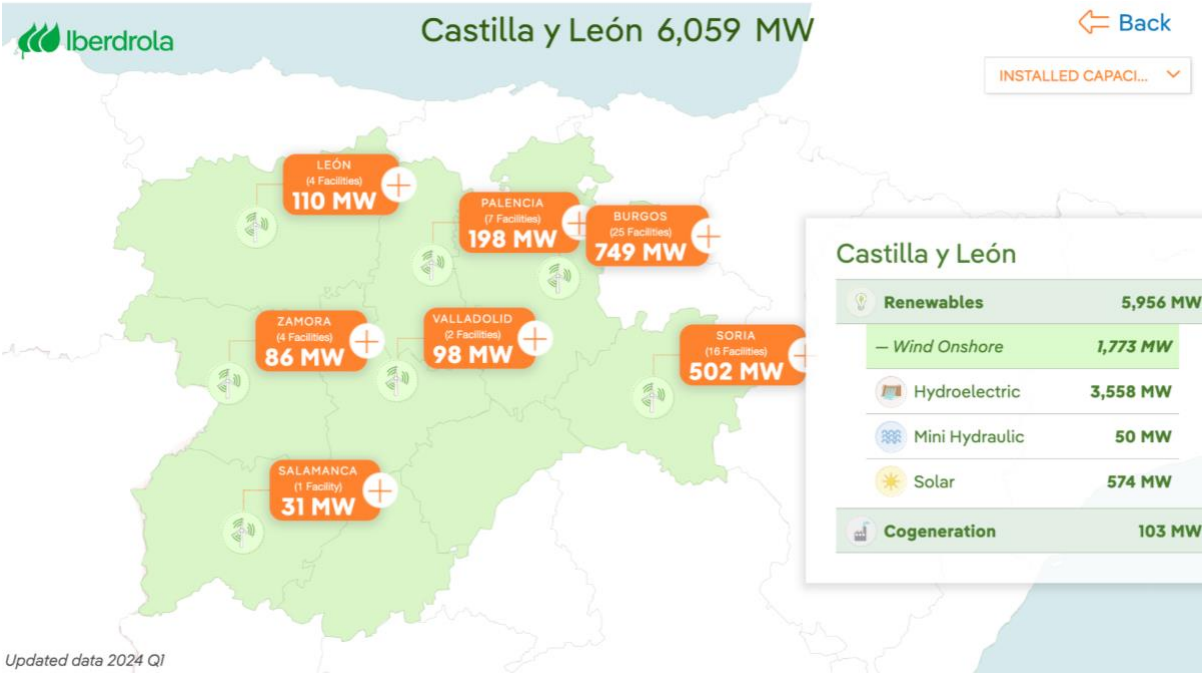 Iberdrola
Castilla y León 6,059 MW
Back
INSTALLED CAPACI...
LEÓN
(4 Facilities)
110 MW
PALENCIA
(7 Facilities)
198 MW
BURGOS
(25 Facilities)
749 MW
ZAMORA
(4 Facilities)
86 MW
VALLADOLID
(2 Facilities)
98 MW
SORIA
(16 Facilities)
502 MW
SALAMANCA
(1 Facility)
31 MW
Castilla y León
Renewables 5,956 MW
— Wind Onshore 1,773 MW
Hydroelectric 3,558 MW
Mini Hydraulic 50 MW
Solar 574 MW
Cogeneration 103 MW
Updated data 2024 Q1